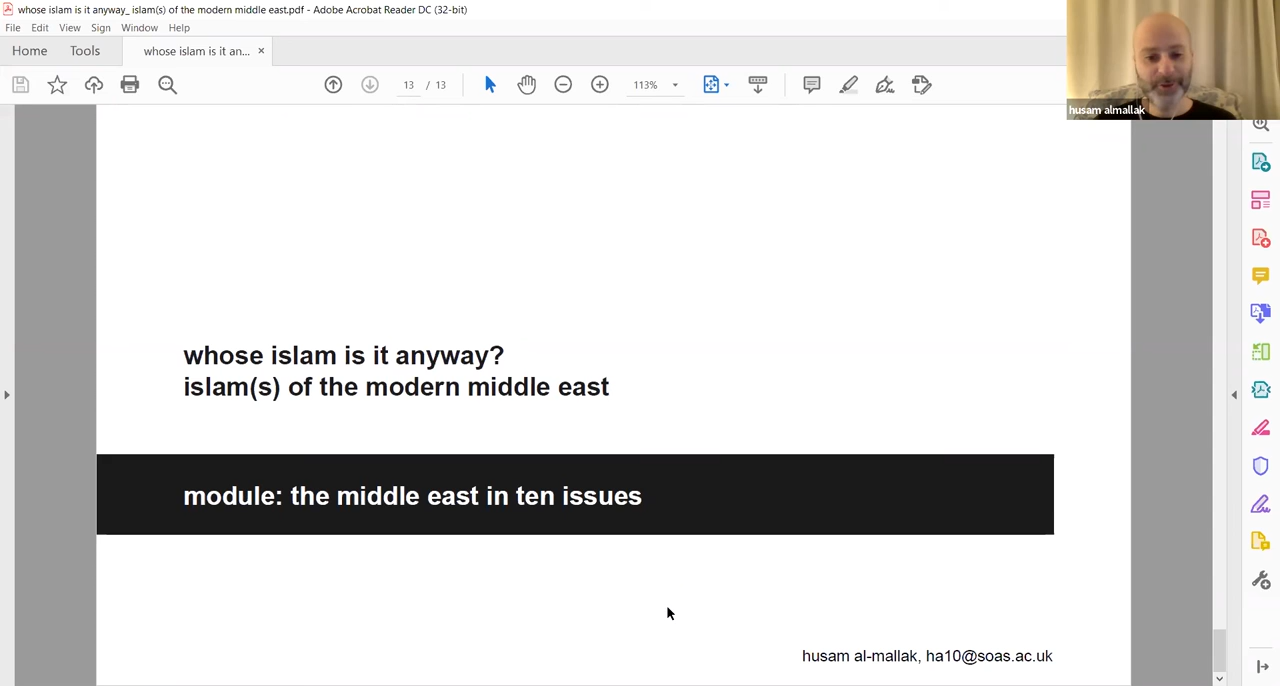 whose islam is it anyway_ islam(s) of the modern middle east.pdf - Adobe Acrobat Reader DC (32-bit)
File Edit View Sign Window Help
Home Tools whose islam is it an... ×
13 / 13 113%
husam almallak
whose islam is it anyway?
islam(s) of the modern middle east
module: the middle east in ten issues
husam al-mallak, ha10@soas.ac.uk